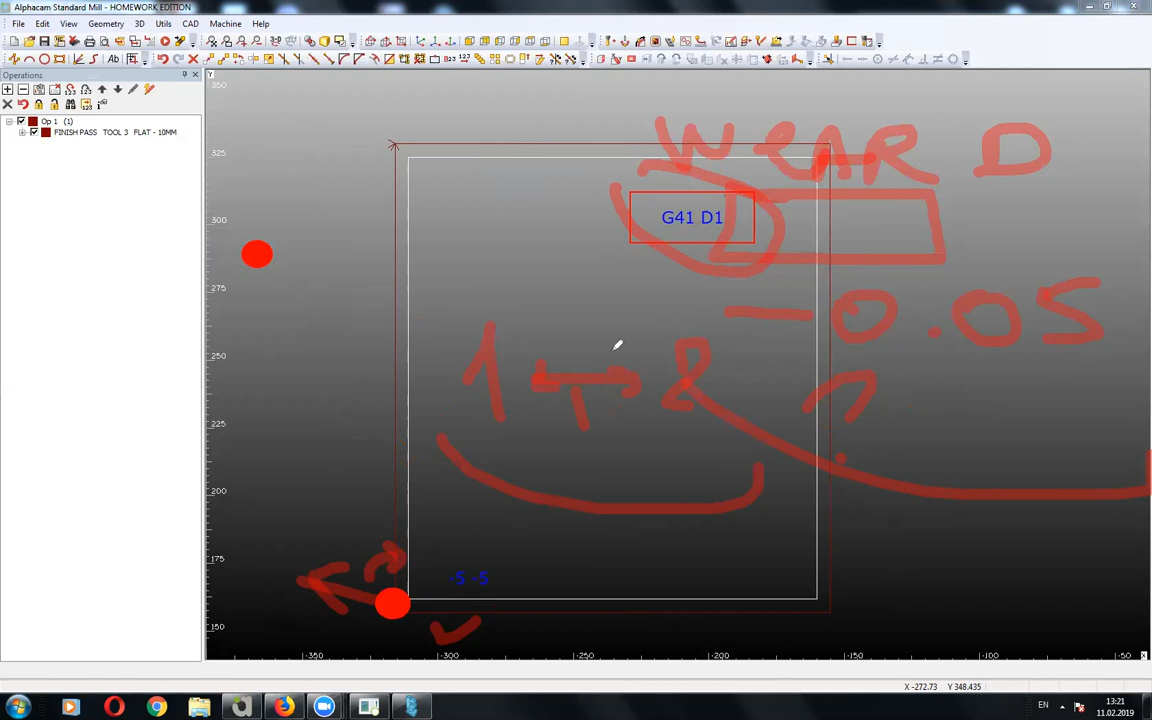 Alphacam Standard Mill - HOMEWORK EDITION
File Edit View Geometry 3D Utils CAD Machine Help
Operations
Op 1 (1)
FINISH PASS TOOL 3 FLAT - 10MM
Y
350
325
300
275
250
225
200
175
150
WEAR D
G41 D1
-0.05
1 ↔ 2 ?
-5 -5
-350 -300 -250 -200 -150 -100 -50 X
X -272.73 Y 348.435
EN
13:21
11.02.2019